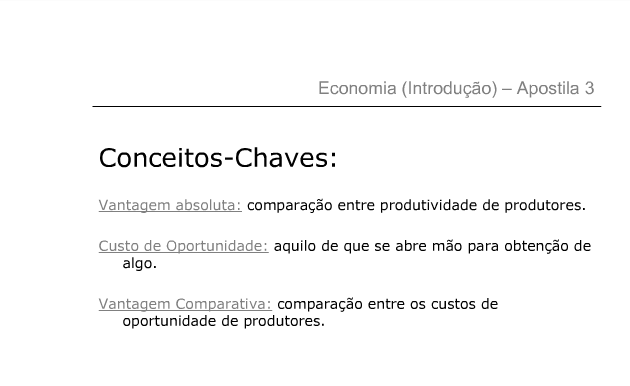 Economia (Introdução) – Apostila 3
Conceitos-Chaves:
Vantagem absoluta: comparação entre produtividade de produtores.
Custo de Oportunidade: aquilo de que se abre mão para obtenção de
algo.
Vantagem Comparativa: comparação entre os custos de
oportunidade de produtores.